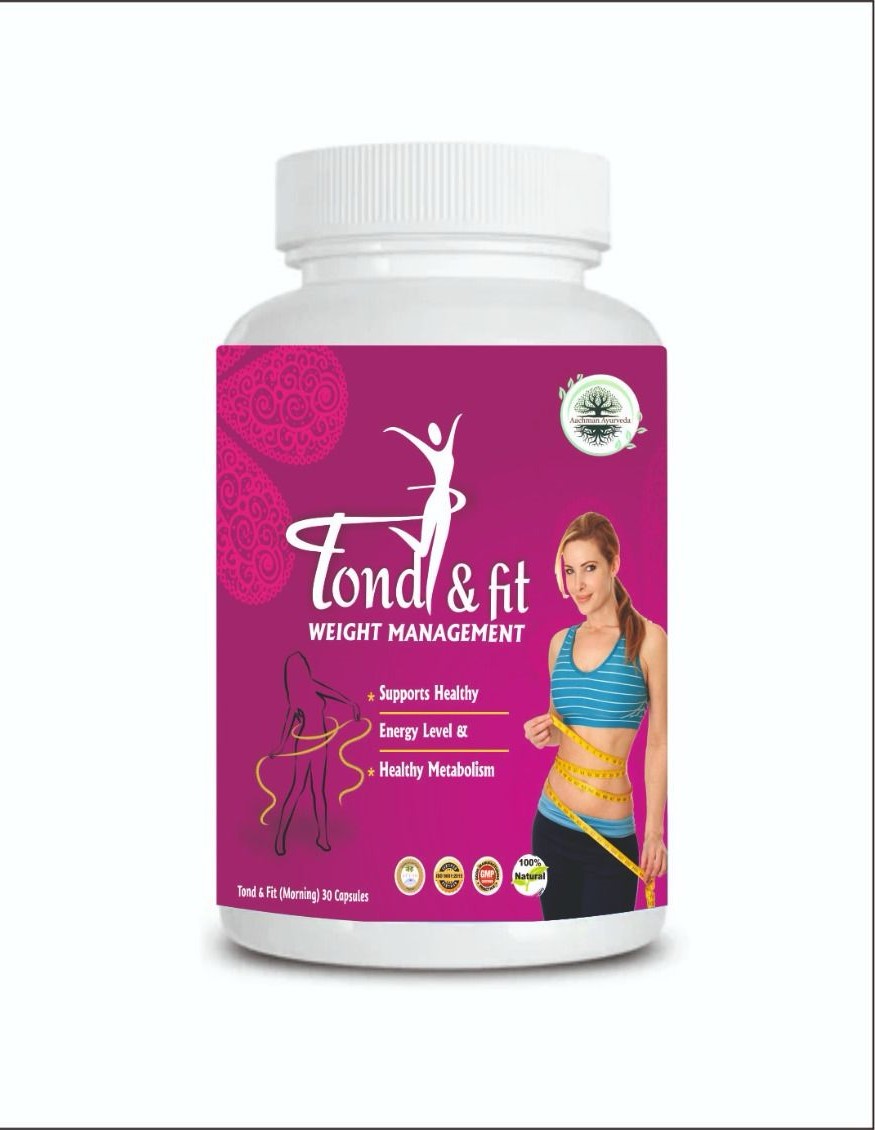 Aachman Ayurveda
Tond & fit
WEIGHT MANAGEMENT
* Supports Healthy
Energy Level &
* Healthy Metabolism
100%
Natural
GMP
Tond & Fit (Morning) 30 Capsules